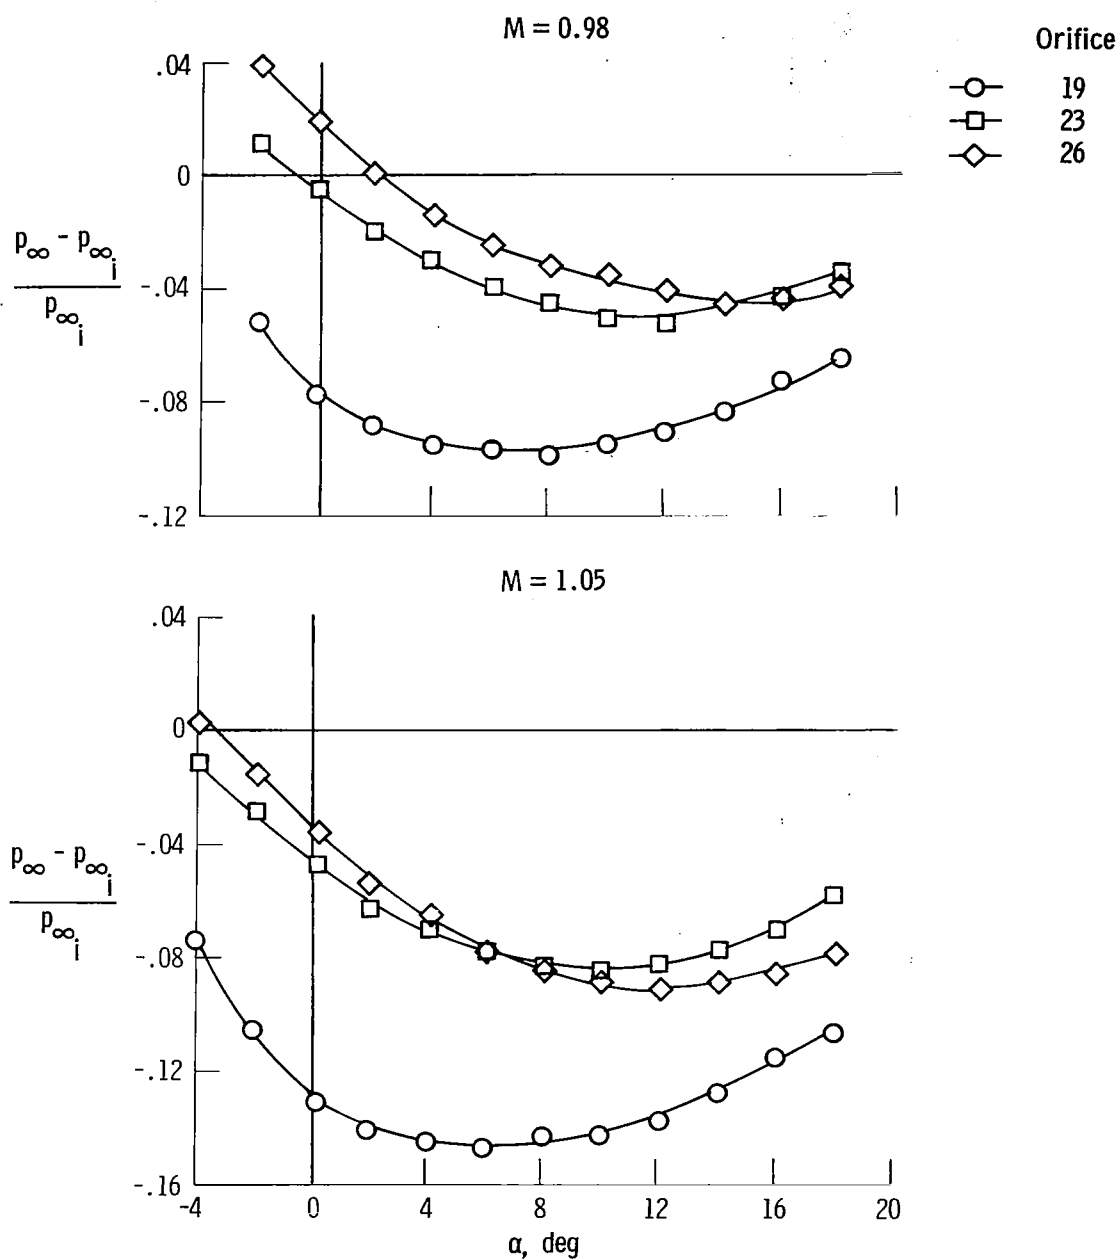 M = 0.98
Orifice
19
23
26
.04
0
-.04
-.08
-.12
p∞ - p∞i
p∞i
M = 1.05
.04
0
-.04
-.08
-.12
-.16
p∞ - p∞i
p∞i
-4 0 4 8 12 16 20
α, deg